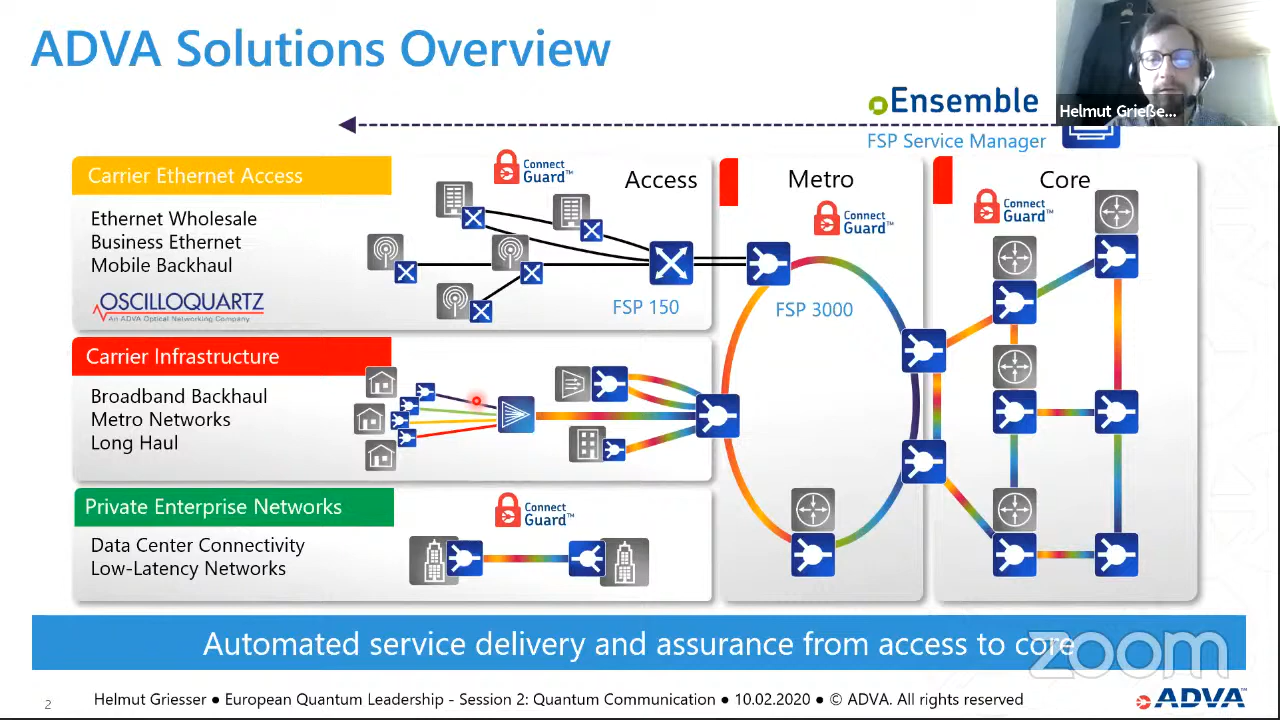 ADVA Solutions Overview
Ensemble
Helmut Grieße...
FSP Service Manager
Carrier Ethernet Access
Ethernet Wholesale
Business Ethernet
Mobile Backhaul
OSCILLOQUARTZ
An ADVA Optical Networking Company
Connect
Guard™
Access
FSP 150
Metro
Connect
Guard™
FSP 3000
Core
Connect
Guard™
Carrier Infrastructure
Broadband Backhaul
Metro Networks
Long Haul
Private Enterprise Networks
Data Center Connectivity
Low-Latency Networks
Connect
Guard™
Automated service delivery and assurance from access to core
zoom
2
Helmut Griesser ● European Quantum Leadership - Session 2: Quantum Communication ● 10.02.2020 ● © ADVA. All rights reserved
ADVA™